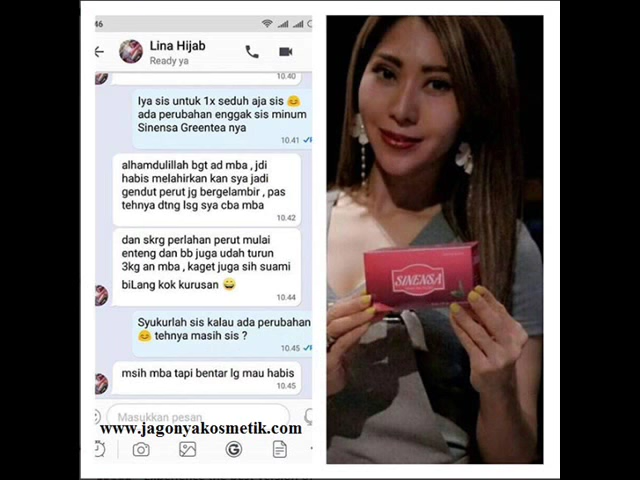 46
Lina Hijab
Ready ya
10.40
Iya sis untuk 1x seduh aja sis
ada perubahan enggak sis minum
Sinensa Greentea nya
10.41
alhamdulillah bgt ad mba , jdi
habis melahirkan kan sya jadi
gendut perut jg bergelambir , pas
tehnya dtng lsg sya cba mba
10.42
dan skrg perlahan perut mulai
enteng dan bb juga udah turun
3kg an mba , kaget juga sih suami
biLang kok kurusan
10.44
Syukurlah sis kalau ada perubahan
tehnya masih sis ?
10.45
msih mba tapi bentar lg mau habis
10.45
Masukkan pesan
www.jagonyakosmetik.com
SINENSA